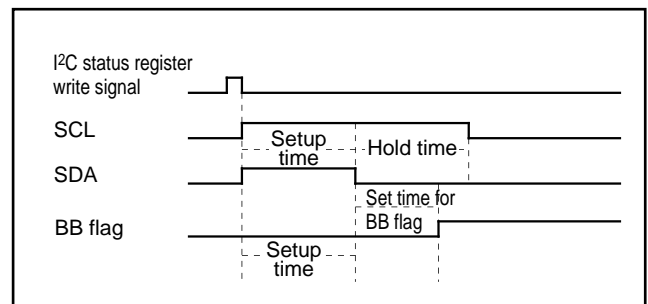 I²C status register
write signal
SCL
Setup
time
Hold time
SDA
Set time for
BB flag
BB flag
Setup
time